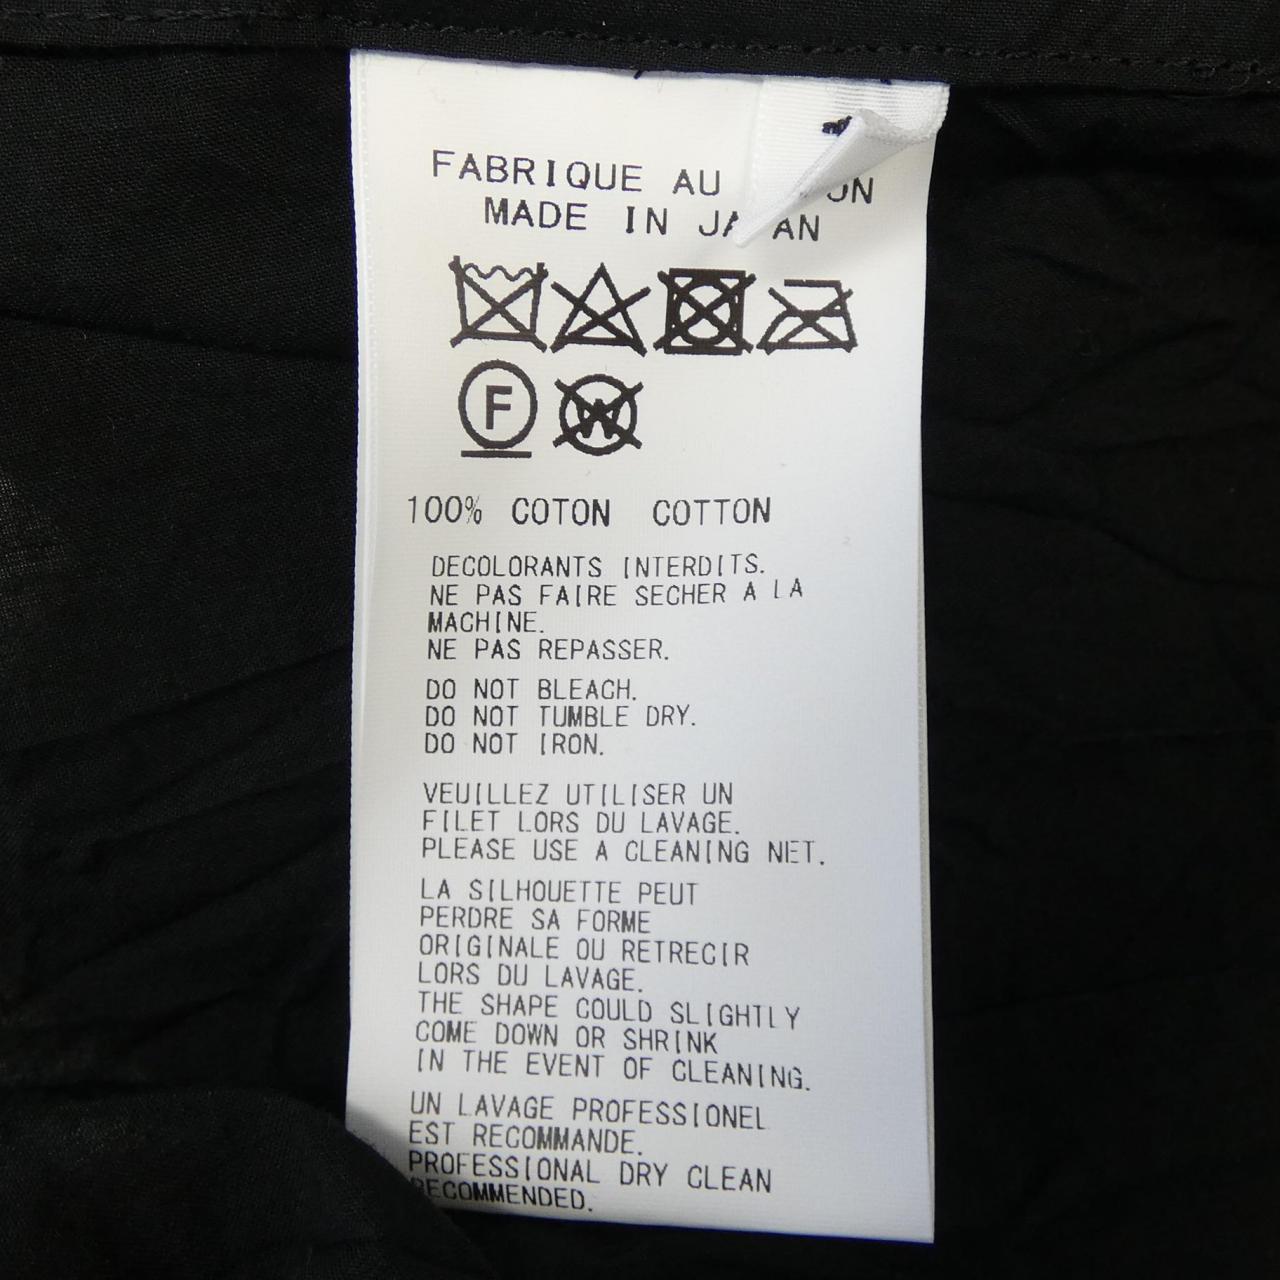 FABRIQUE AU
MADE IN JAPAN
F
W
100% COTON COTTON
DECOLORANTS INTERDITS.
NE PAS FAIRE SECHER A LA
MACHINE.
NE PAS REPASSER.
DO NOT BLEACH.
DO NOT TUMBLE DRY.
DO NOT IRON.
VEUILLEZ UTILISER UN
FILET LORS DU LAVAGE.
PLEASE USE A CLEANING NET.
LA SILHOUETTE PEUT
PERDRE SA FORME
ORIGINALE OU RETRECIR
LORS DU LAVAGE.
THE SHAPE COULD SLIGHTLY
COME DOWN OR SHRINK
IN THE EVENT OF CLEANING.
UN LAVAGE PROFESSIONEL
EST RECOMMANDE.
PROFESSIONAL DRY CLEAN
RECOMMENDED.